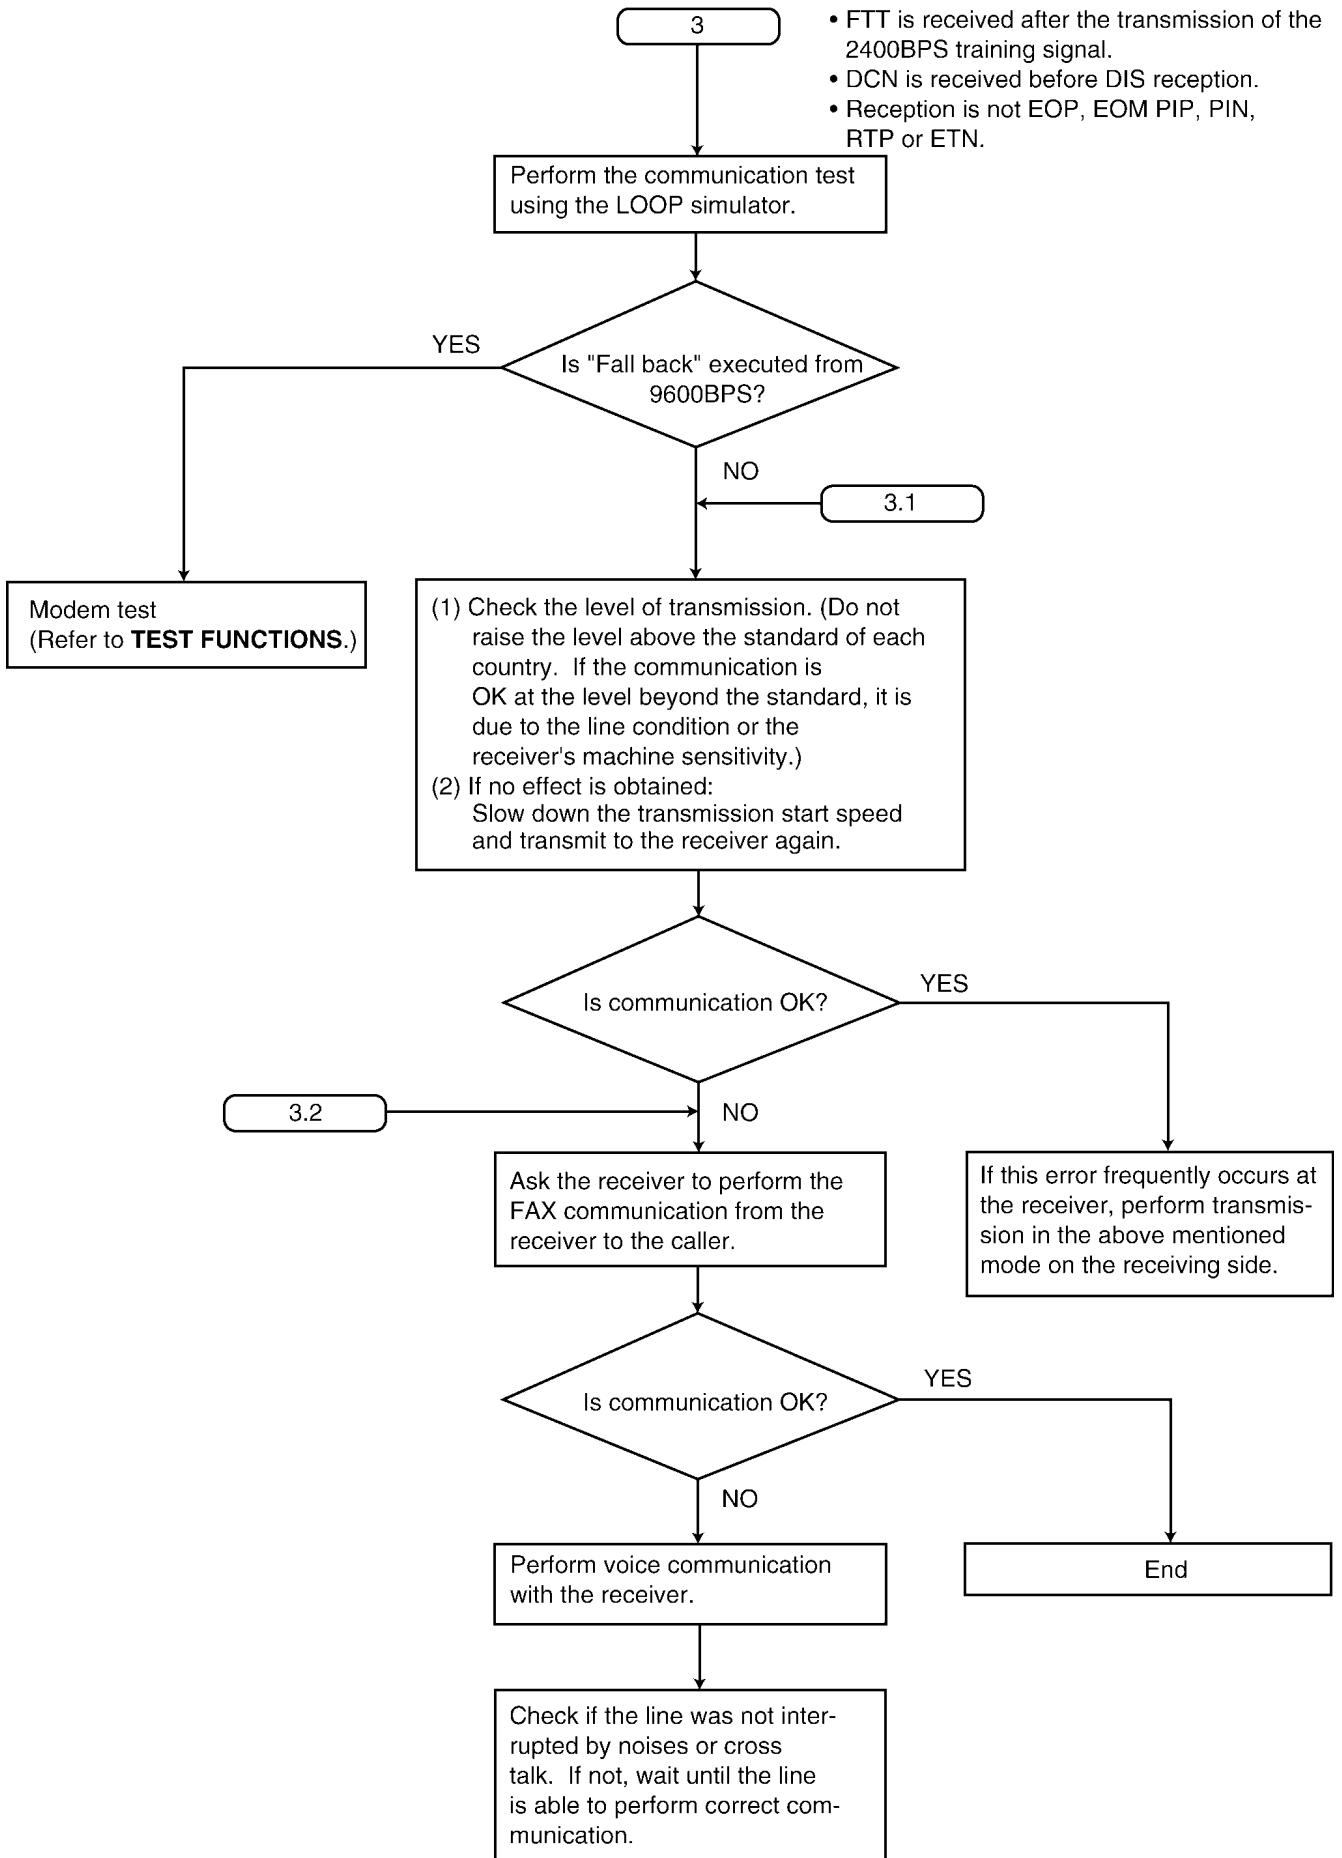 3
• FTT is received after the transmission of the
2400BPS training signal.
• DCN is received before DIS reception.
• Reception is not EOP, EOM PIP, PIN,
RTP or ETN.
Perform the communication test
using the LOOP simulator.
YES
Is "Fall back" executed from
9600BPS?
NO
3.1
Modem test
(Refer to TEST FUNCTIONS.)
(1) Check the level of transmission. (Do not
raise the level above the standard of each
country. If the communication is
OK at the level beyond the standard, it is
due to the line condition or the
receiver's machine sensitivity.)
(2) If no effect is obtained:
Slow down the transmission start speed
and transmit to the receiver again.
Is communication OK?
YES
3.2
NO
Ask the receiver to perform the
FAX communication from the
receiver to the caller.
If this error frequently occurs at
the receiver, perform transmis-
sion in the above mentioned
mode on the receiving side.
Is communication OK?
YES
NO
Perform voice communication
with the receiver.
End
Check if the line was not inter-
rupted by noises or cross
talk. If not, wait until the line
is able to perform correct com-
munication.